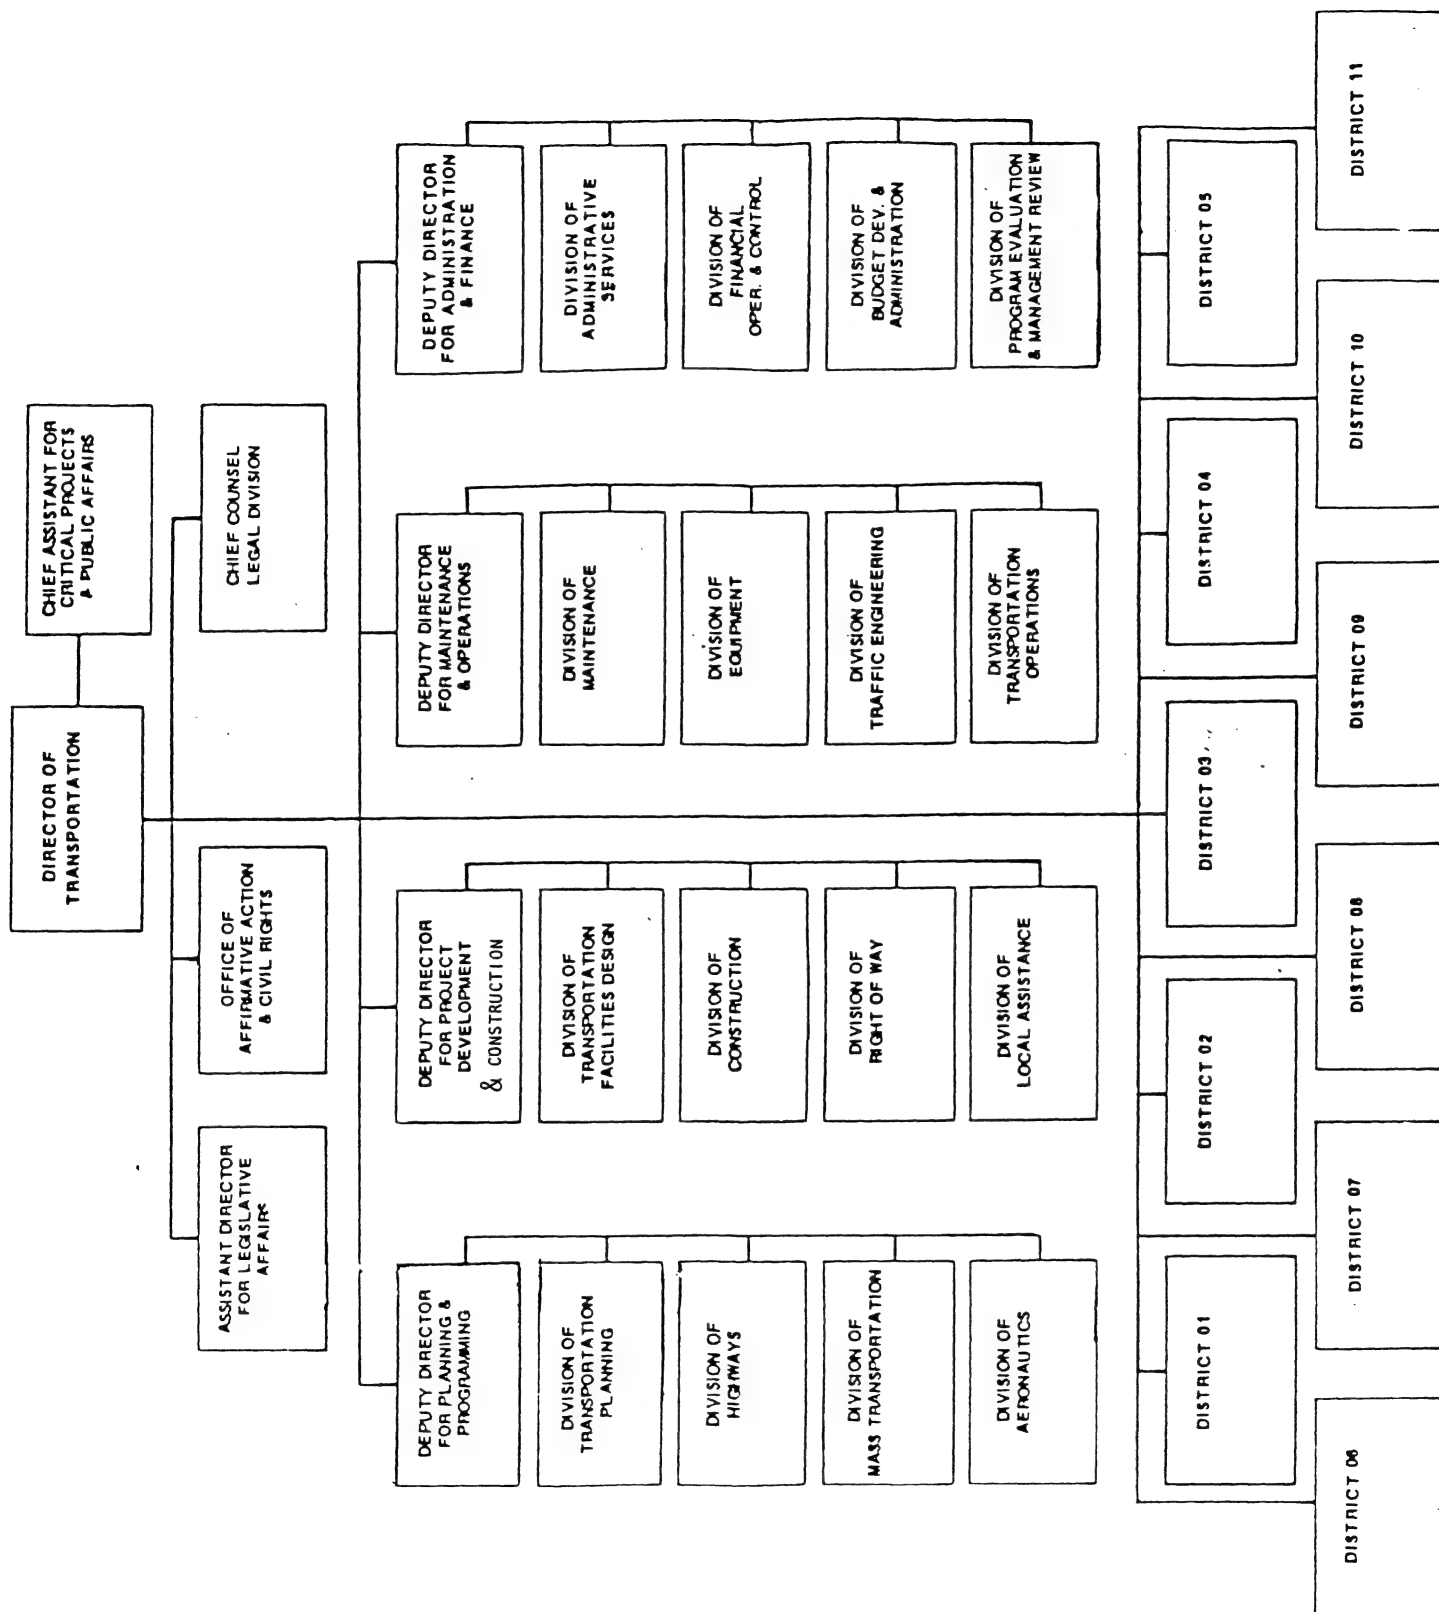 DIRECTOR OF
TRANSPORTATION
CHIEF ASSISTANT FOR
CRITICAL PROJECTS
& PUBLIC AFFAIRS
ASSISTANT DIRECTOR
FOR LEGISLATIVE
AFFAIRS
OFFICE OF
AFFIRMATIVE ACTION
& CIVIL RIGHTS
CHIEF COUNSEL
LEGAL DIVISION
DEPUTY DIRECTOR
FOR PLANNING &
PROGRAMMING
DIVISION OF
TRANSPORTATION
PLANNING
DIVISION OF
HIGHWAYS
DIVISION OF
MASS TRANSPORTATION
DIVISION OF
AERONAUTICS
DEPUTY DIRECTOR
FOR PROJECT
DEVELOPMENT
& CONSTRUCTION
DIVISION OF
TRANSPORTATION
FACILITIES DESIGN
DIVISION OF
CONSTRUCTION
DIVISION OF
RIGHT OF WAY
DIVISION OF
LOCAL ASSISTANCE
DEPUTY DIRECTOR
FOR MAINTENANCE
& OPERATIONS
DIVISION OF
MAINTENANCE
DIVISION OF
EQUIPMENT
DIVISION OF
TRAFFIC ENGINEERING
DIVISION OF
TRANSPORTATION
OPERATIONS
DEPUTY DIRECTOR
FOR ADMINISTRATION
& FINANCE
DIVISION OF
ADMINISTRATIVE
SERVICES
DIVISION OF
FINANCIAL
OPER. & CONTROL
DIVISION OF
BUDGET DEV. &
ADMINISTRATION
DIVISION OF
PROGRAM EVALUATION
& MANAGEMENT REVIEW
DISTRICT 01
DISTRICT 02
DISTRICT 03
DISTRICT 04
DISTRICT 05
DISTRICT 06
DISTRICT 07
DISTRICT 08
DISTRICT 09
DISTRICT 10
DISTRICT 11